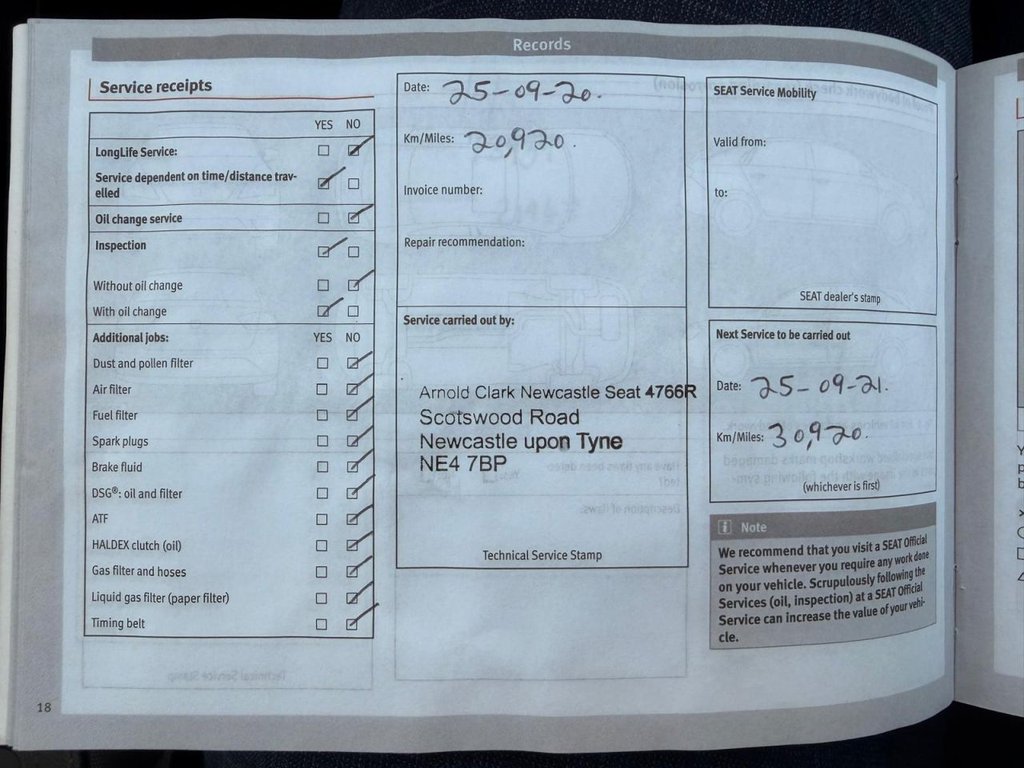 Records
Service receipts
YES NO
LongLife Service:
Service dependent on time/distance trav-
elled
Oil change service
Inspection
Without oil change
With oil change
Additional jobs: YES NO
Dust and pollen filter
Air filter
Fuel filter
Spark plugs
Brake fluid
DSG®: oil and filter
ATF
HALDEX clutch (oil)
Gas filter and hoses
Liquid gas filter (paper filter)
Timing belt
18
Date: 25-09-20.
Km/Miles: 20,920.
Invoice number:
Repair recommendation:
Service carried out by:
Arnold Clark Newcastle Seat 4766R
Scotswood Road
Newcastle upon Tyne
NE4 7BP
Technical Service Stamp
SEAT Service Mobility
Valid from:
to:
SEAT dealer's stamp
Next Service to be carried out
Date: 25-09-21.
Km/Miles: 30,920.
(whichever is first)
i Note
We recommend that you visit a SEAT Official
Service whenever you require any work done
on your vehicle. Scrupulously following the
Services (oil, inspection) at a SEAT Official
Service can increase the value of your vehi-
cle.